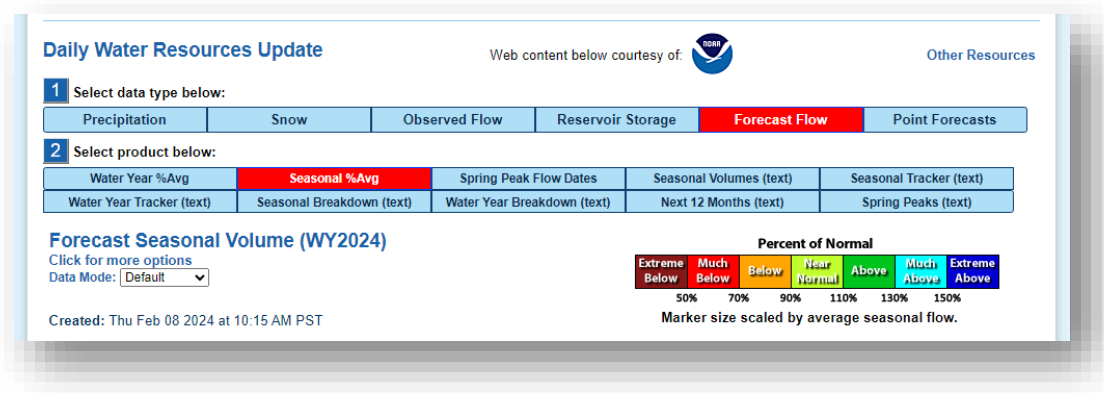 Daily Water Resources Update
Web content below courtesy of:
NOAA
Other Resources
1 Select data type below:
Precipitation Snow Observed Flow Reservoir Storage Forecast Flow Point Forecasts
2 Select product below:
Water Year %Avg Seasonal %Avg Spring Peak Flow Dates Seasonal Volumes (text) Seasonal Tracker (text)
Water Year Tracker (text) Seasonal Breakdown (text) Water Year Breakdown (text) Next 12 Months (text) Spring Peaks (text)
Forecast Seasonal Volume (WY2024)
Click for more options
Data Mode: Default
Created: Thu Feb 08 2024 at 10:15 AM PST
Percent of Normal
Extreme Much Below Near Above Much Extreme
Below Below Normal Above Above
50% 70% 90% 110% 130% 150%
Marker size scaled by average seasonal flow.